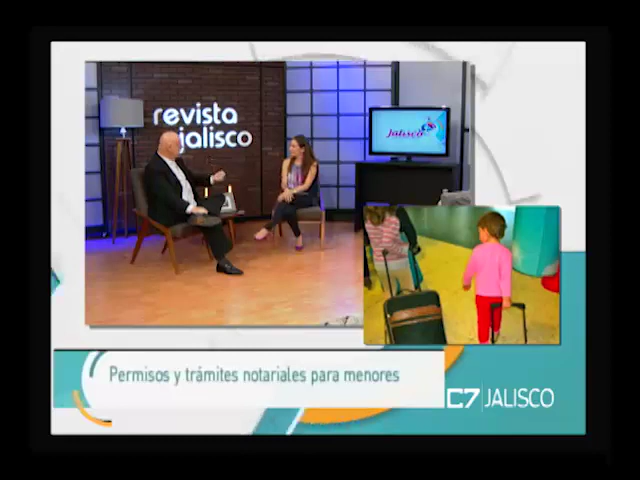 revista
jalisco
Jalisco
Permisos y trámites notariales para menores
C7 JALISCO